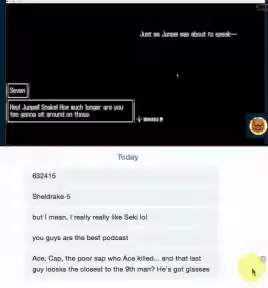 Just as Junpei was about to speak—
Seven
Hey! Junpei! Snake! How much longer are you
two gonna sit around on those
Today
632415
Sheldrake-5
but I mean, I really really like Seki lol
you guys are the best podcast
Ace, Cap, the poor sap who Ace killed... and that last
guy loosks the closest to the 9th man? He's got glasses